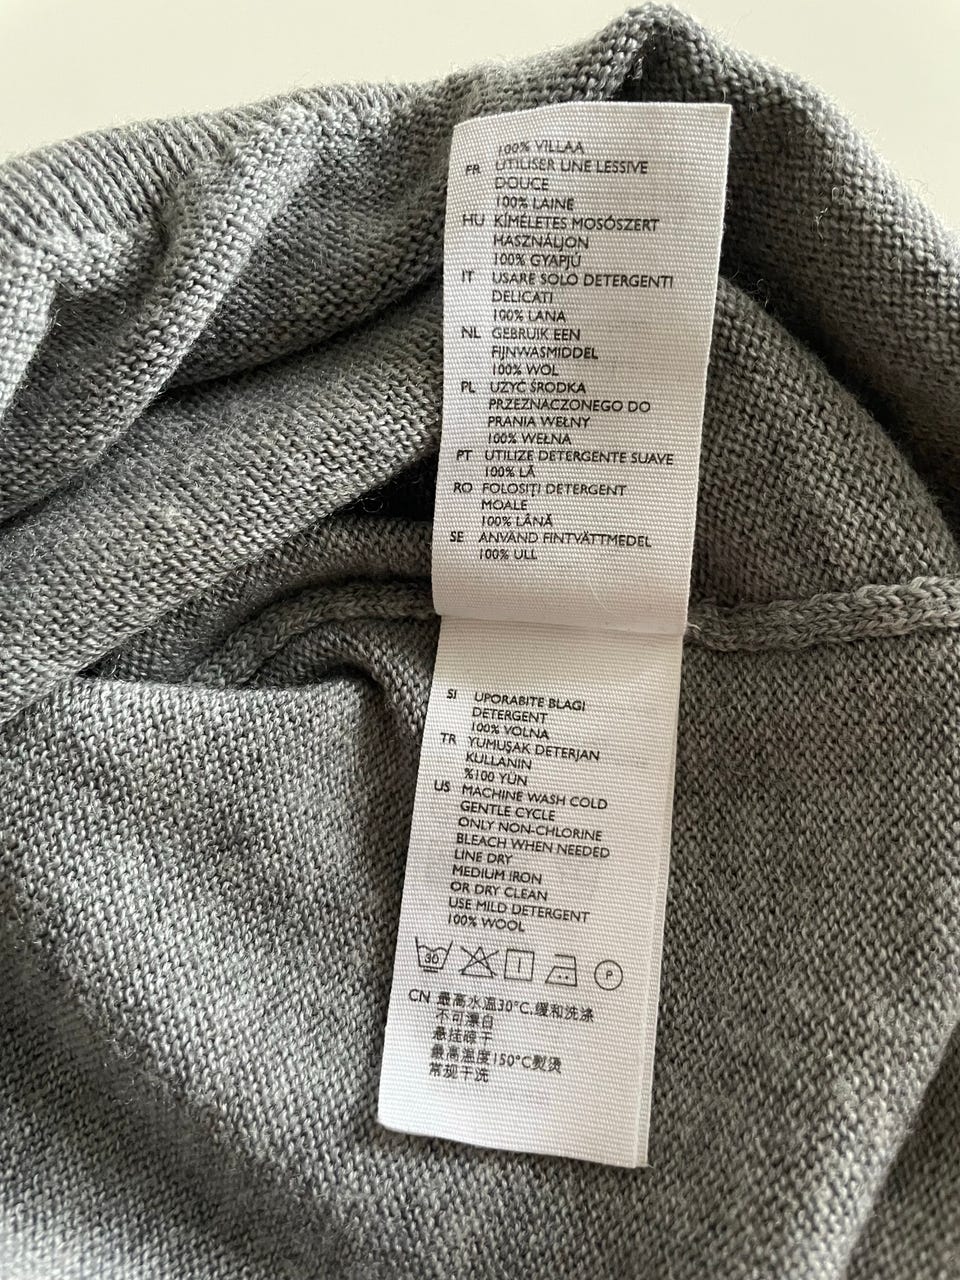 100% VILLAA
FR UTILISER UNE LESSIVE
DOUCE
100% LAINE
HU KÍMÉLETES MOSÓSZERT
HASZNÁLJON
100% GYAPJÚ
IT USARE SOLO DETERGENTI
DELICATI
100% LANA
NL GEBRUIK EEN
FIJNWASMIDDEL
100% WOL
PL UŻYĆ ŚRODKA
PRZEZNACZONEGO DO
PRANIA WEŁNY
100% WEŁNA
PT UTILIZE DETERGENTE SUAVE
100% LÃ
RO FOLOSIŢI DETERGENT
MOALE
100% LÂNĂ
SE ANVÄND FINTVÄTTMEDEL
100% ULL
SI UPORABITE BLAGI
DETERGENT
100% VOLNA
TR YUMUŞAK DETERJAN
KULLANIN
%100 YÜN
US MACHINE WASH COLD
GENTLE CYCLE
ONLY NON-CHLORINE
BLEACH WHEN NEEDED
LINE DRY
MEDIUM IRON
OR DRY CLEAN
USE MILD DETERGENT
100% WOOL
30 P
CN 最高水温30°C,缓和洗涤
不可漂白
悬挂晾干
最高温度150°C熨烫
常规干洗